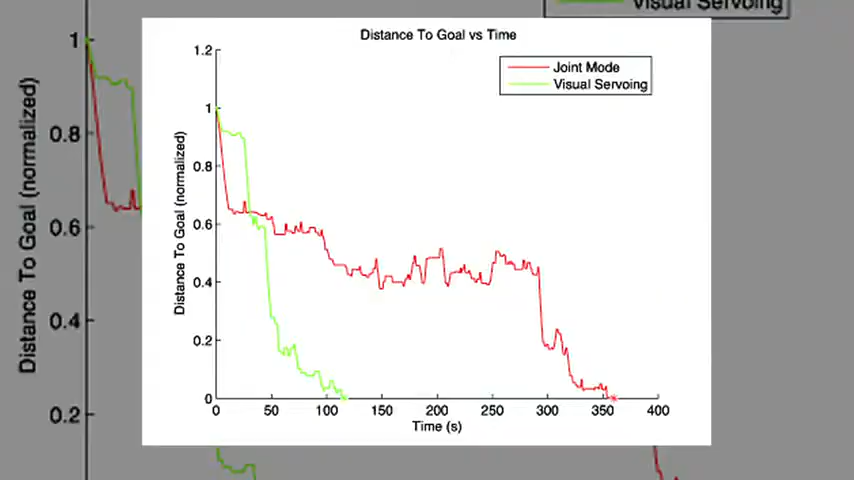 Visual Servoing
1
0.8
0.6
0.4
0.2
Distance To Goal (normalized)
Distance To Goal vs Time
Joint Mode
Visual Servoing
1.2
1
0.8
0.6
0.4
0.2
0
Distance To Goal (normalized)
0 50 100 150 200 250 300 350 400
Time (s)